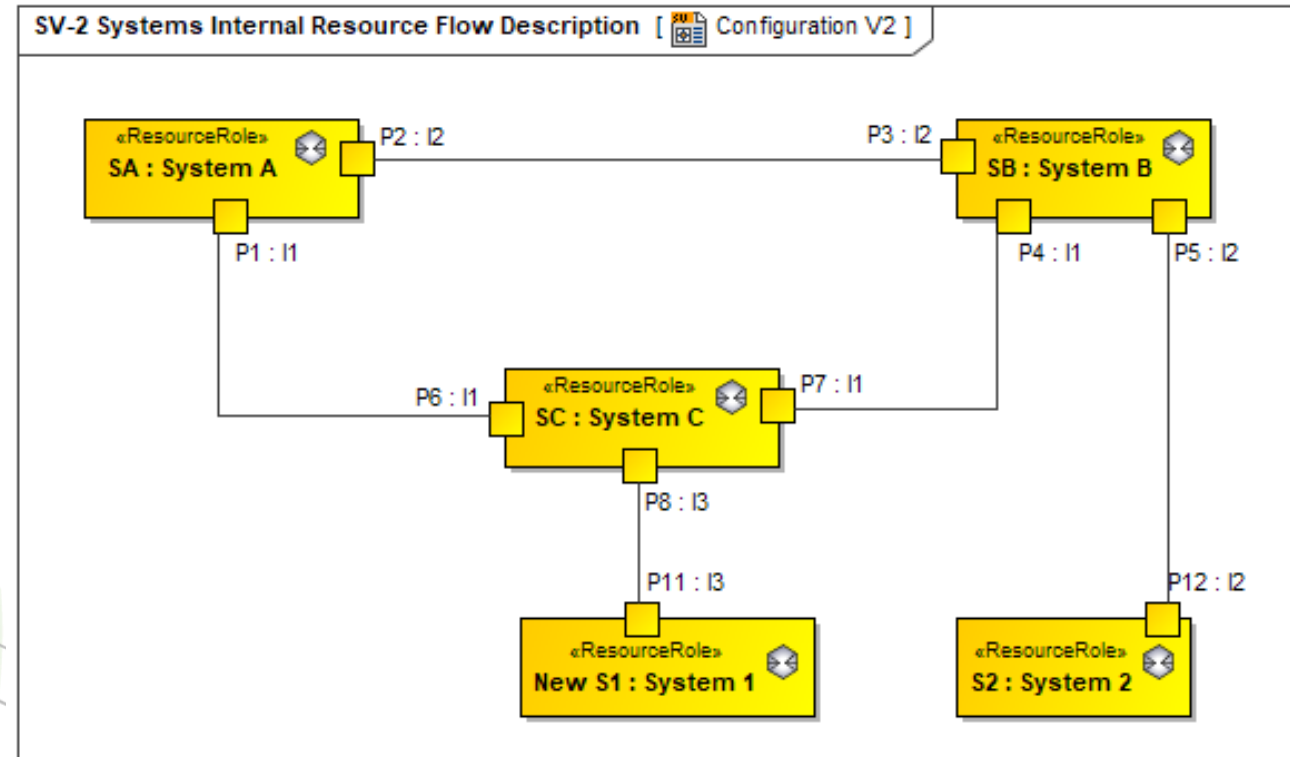 SV-2 Systems Internal Resource Flow Description [ SV Configuration V2 ]
«ResourceRole»
SA : System A
P2 : I2
P3 : I2
«ResourceRole»
SB : System B
P1 : I1
P4 : I1
P5 : I2
P6 : I1
«ResourceRole»
SC : System C
P7 : I1
P8 : I3
P11 : I3
P12 : I2
«ResourceRole»
New S1 : System 1
«ResourceRole»
S2 : System 2